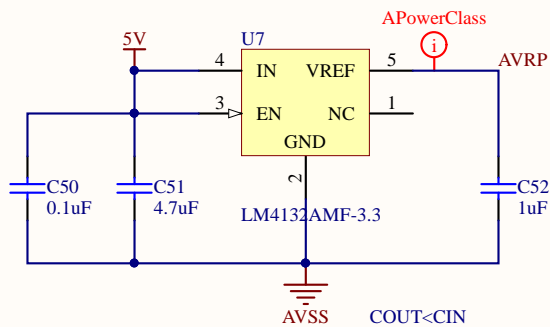 APowerClass
i
5V
U7
4
IN
VREF
5
AVRP
3
EN
NC
1
GND
2
C50
0.1uF
C51
4.7uF
C52
1uF
LM4132AMF-3.3
AVSS
COUT<CIN